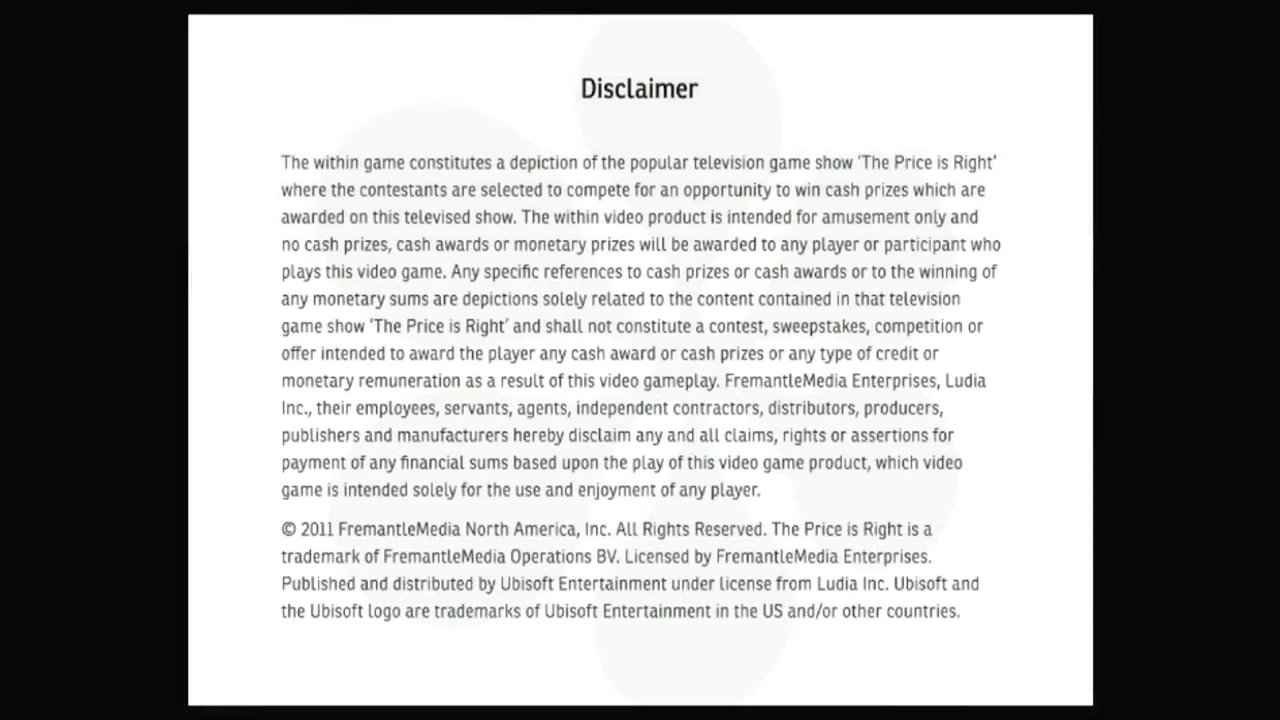 Disclaimer
The within game constitutes a depiction of the popular television game show 'The Price is Right'
where the contestants are selected to compete for an opportunity to win cash prizes which are
awarded on this televised show. The within video product is intended for amusement only and
no cash prizes, cash awards or monetary prizes will be awarded to any player or participant who
plays this video game. Any specific references to cash prizes or cash awards or to the winning of
any monetary sums are depictions solely related to the content contained in that television
game show 'The Price is Right' and shall not constitute a contest, sweepstakes, competition or
offer intended to award the player any cash award or cash prizes or any type of credit or
monetary remuneration as a result of this video gameplay. FremantleMedia Enterprises, Ludia
Inc., their employees, servants, agents, independent contractors, distributors, producers,
publishers and manufacturers hereby disclaim any and all claims, rights or assertions for
payment of any financial sums based upon the play of this video game product, which video
game is intended solely for the use and enjoyment of any player.
© 2011 FremantleMedia North America, Inc. All Rights Reserved. The Price is Right is a
trademark of FremantleMedia Operations BV. Licensed by FremantleMedia Enterprises.
Published and distributed by Ubisoft Entertainment under license from Ludia Inc. Ubisoft and
the Ubisoft logo are trademarks of Ubisoft Entertainment in the US and/or other countries.